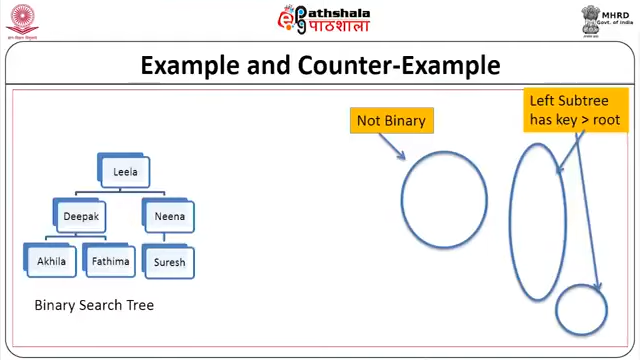 Pathshala
पाठशाला
MHRD
Govt. of India
Example and Counter-Example
Not Binary
Left Subtree
has key > root
Leela
Deepak
Neena
Akhila
Fathima
Suresh
Binary Search Tree